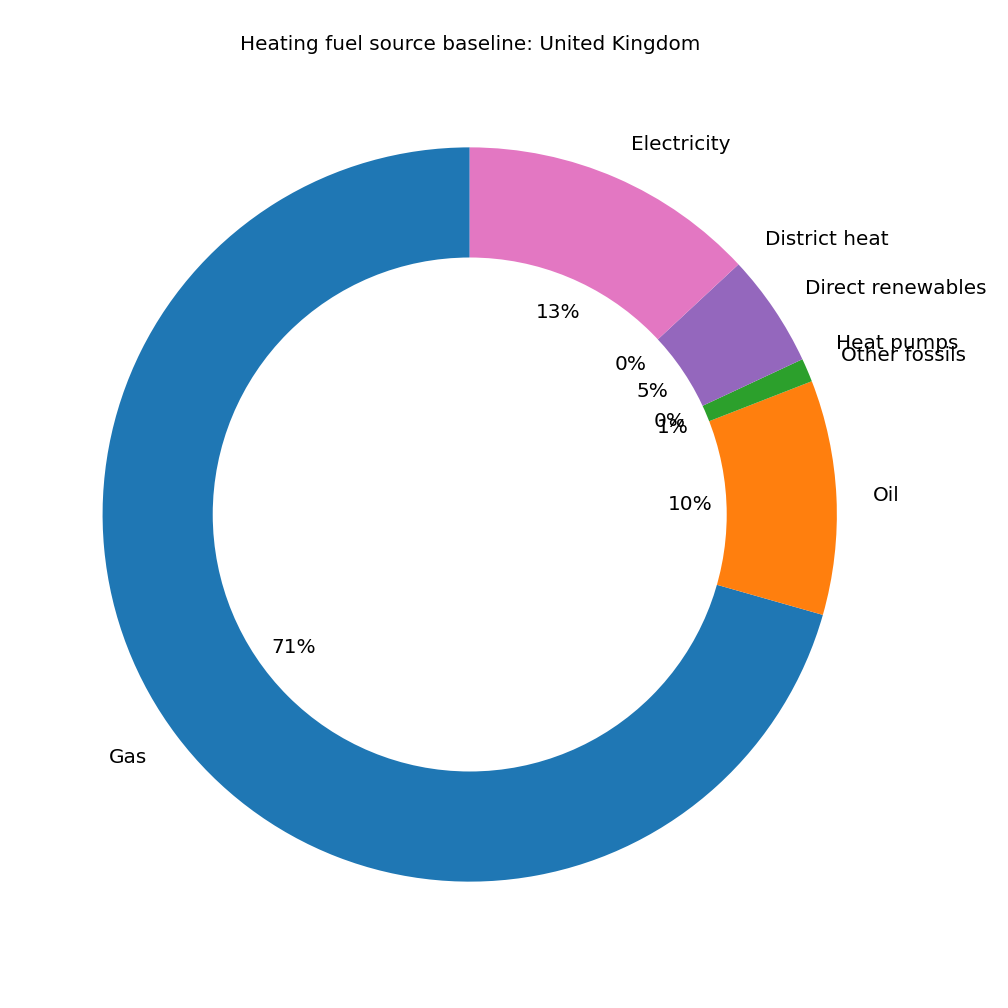 Heating fuel source baseline: United Kingdom
Electricity
District heat
Direct renewables
Heat pumps
Other fossils
Oil
Gas
13%
0%
5%
0%
1%
10%
71%